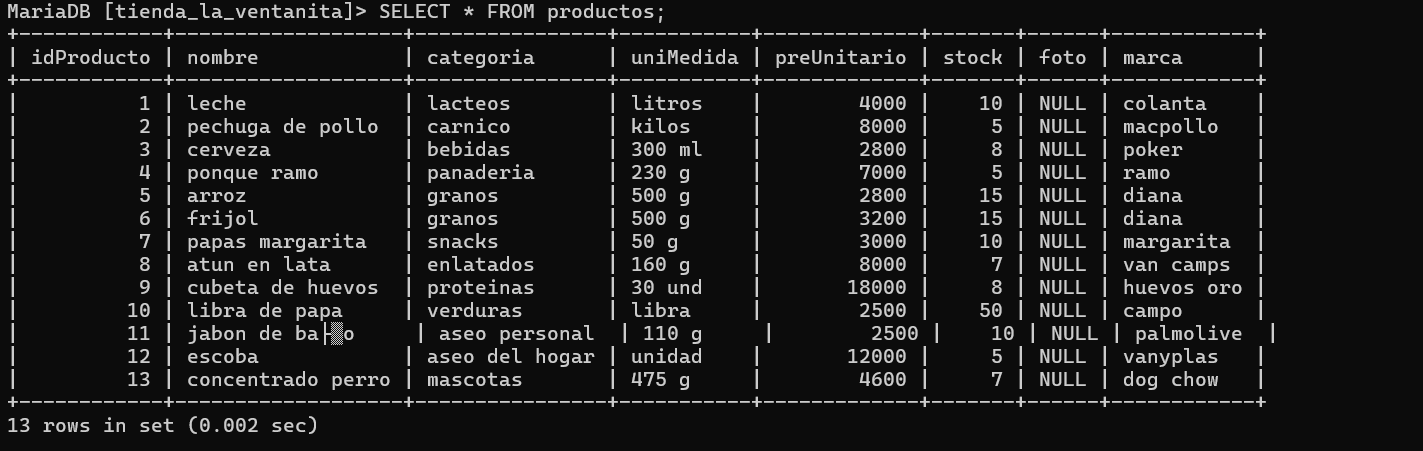 MariaDB [tienda_la_ventanita]> SELECT * FROM productos;
+------------+-------------------+----------------+-----------+-------------+-------+------+------------+
| idProducto | nombre            | categoria      | uniMedida | preUnitario | stock | foto | marca      |
+------------+-------------------+----------------+-----------+-------------+-------+------+------------+
|          1 | leche             | lacteos        | litros    |        4000 |    10 | NULL | colanta    |
|          2 | pechuga de pollo  | carnico        | kilos     |        8000 |     5 | NULL | macpollo   |
|          3 | cerveza           | bebidas        | 300 ml    |        2800 |     8 | NULL | poker      |
|          4 | ponque ramo       | panaderia      | 230 g     |        7000 |     5 | NULL | ramo       |
|          5 | arroz             | granos         | 500 g     |        2800 |    15 | NULL | diana      |
|          6 | frijol            | granos         | 500 g     |        3200 |    15 | NULL | diana      |
|          7 | papas margarita   | snacks         | 50 g      |        3000 |    10 | NULL | margarita  |
|          8 | atun en lata      | enlatados      | 160 g     |        8000 |     7 | NULL | van camps  |
|          9 | cubeta de huevos  | proteinas      | 30 und    |       18000 |     8 | NULL | huevos oro |
|         10 | libra de papa     | verduras       | libra     |        2500 |    50 | NULL | campo      |
|         11 | jabon de ba├▒o     | aseo personal  | 110 g     |        2500 |    10 | NULL | palmolive  |
|         12 | escoba            | aseo del hogar | unidad    |       12000 |     5 | NULL | vanyplas   |
|         13 | concentrado perro | mascotas       | 475 g     |        4600 |     7 | NULL | dog chow   |
+------------+-------------------+----------------+-----------+-------------+-------+------+------------+
13 rows in set (0.002 sec)